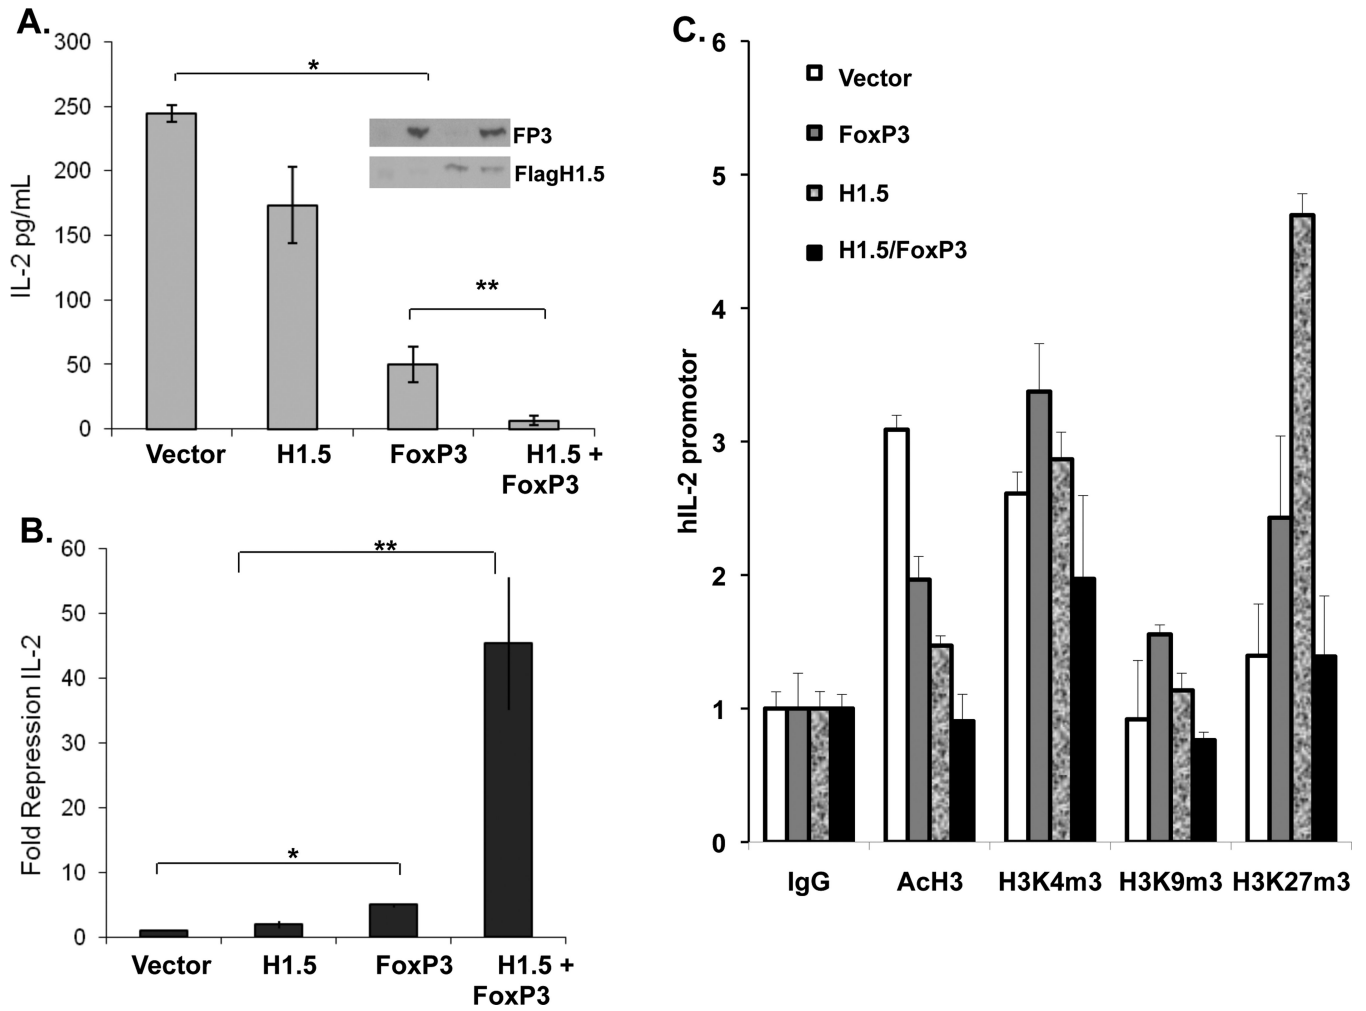 A.
300
250
200
150
100
50
0
IL-2 pg/mL
*
**
FP3
FlagH1.5
Vector
H1.5
FoxP3
H1.5 +
FoxP3
B.
60
50
40
30
20
10
0
Fold Repression IL-2
**
*
Vector
H1.5
FoxP3
H1.5 +
FoxP3
C.
6
5
4
3
2
1
0
hIL-2 promotor
Vector
FoxP3
H1.5
H1.5/FoxP3
IgG
AcH3
H3K4m3
H3K9m3
H3K27m3